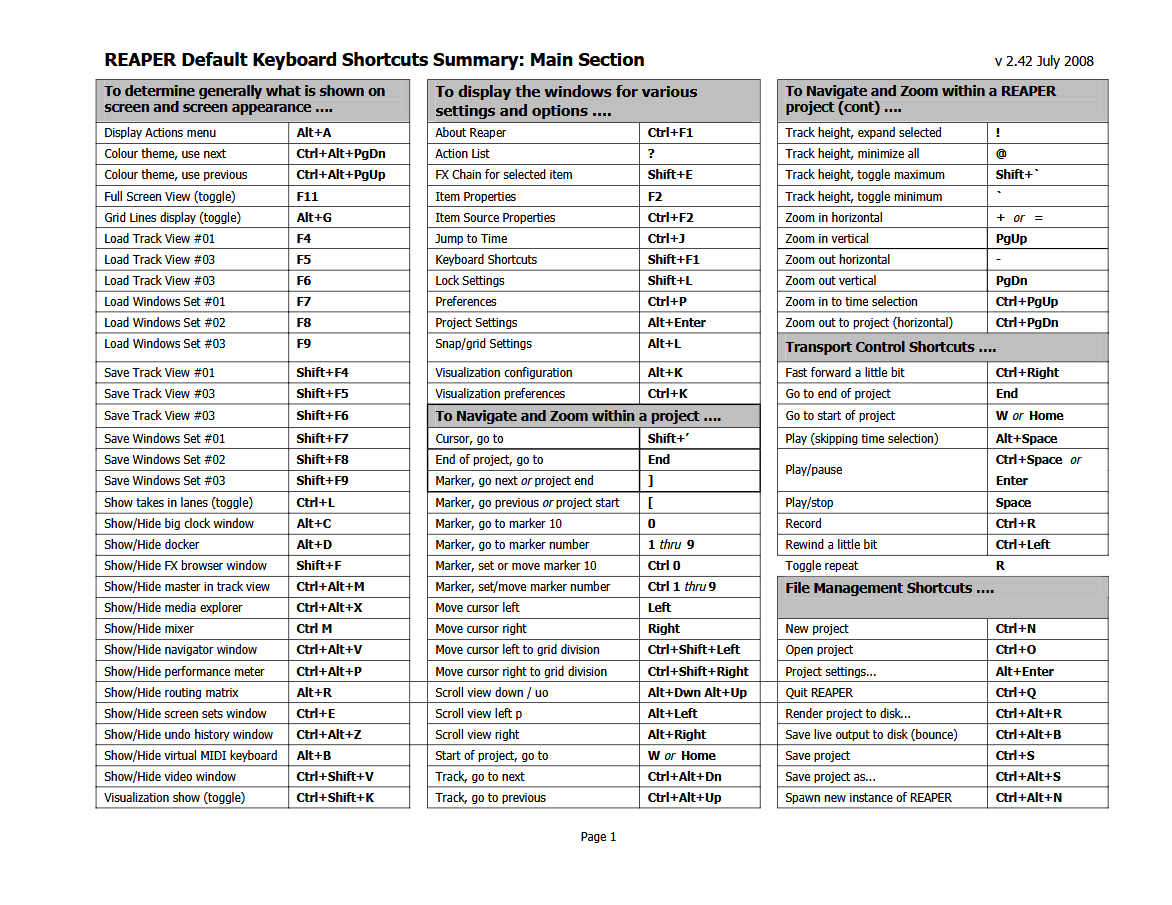 REAPER Default Keyboard Shortcuts Summary: Main Section
v 2.42 July 2008
To determine generally what is shown on
screen and screen appearance ....
Display Actions menu Alt+A
Colour theme, use next Ctrl+Alt+PgDn
Colour theme, use previous Ctrl+Alt+PgUp
Full Screen View (toggle) F11
Grid Lines display (toggle) Alt+G
Load Track View #01 F4
Load Track View #03 F5
Load Track View #03 F6
Load Windows Set #01 F7
Load Windows Set #02 F8
Load Windows Set #03 F9
Save Track View #01 Shift+F4
Save Track View #03 Shift+F5
Save Track View #03 Shift+F6
Save Windows Set #01 Shift+F7
Save Windows Set #02 Shift+F8
Save Windows Set #03 Shift+F9
Show takes in lanes (toggle) Ctrl+L
Show/Hide big clock window Alt+C
Show/Hide docker Alt+D
Show/Hide FX browser window Shift+F
Show/Hide master in track view Ctrl+Alt+M
Show/Hide media explorer Ctrl+Alt+X
Show/Hide mixer Ctrl M
Show/Hide navigator window Ctrl+Alt+V
Show/Hide performance meter Ctrl+Alt+P
Show/Hide routing matrix Alt+R
Show/Hide screen sets window Ctrl+E
Show/Hide undo history window Ctrl+Alt+Z
Show/Hide virtual MIDI keyboard Alt+B
Show/Hide video window Ctrl+Shift+V
Visualization show (toggle) Ctrl+Shift+K
To display the windows for various
settings and options ....
About Reaper Ctrl+F1
Action List ?
FX Chain for selected item Shift+E
Item Properties F2
Item Source Properties Ctrl+F2
Jump to Time Ctrl+J
Keyboard Shortcuts Shift+F1
Lock Settings Shift+L
Preferences Ctrl+P
Project Settings Alt+Enter
Snap/grid Settings Alt+L
Visualization configuration Alt+K
Visualization preferences Ctrl+K
To Navigate and Zoom within a project ....
Cursor, go to Shift+’
End of project, go to End
Marker, go next or project end ]
Marker, go previous or project start [
Marker, go to marker 10 0
Marker, go to marker number 1 thru 9
Marker, set or move marker 10 Ctrl 0
Marker, set/move marker number Ctrl 1 thru 9
Move cursor left Left
Move cursor right Right
Move cursor left to grid division Ctrl+Shift+Left
Move cursor right to grid division Ctrl+Shift+Right
Scroll view down / uo Alt+Dwn Alt+Up
Scroll view left p Alt+Left
Scroll view right Alt+Right
Start of project, go to W or Home
Track, go to next Ctrl+Alt+Dn
Track, go to previous Ctrl+Alt+Up
To Navigate and Zoom within a REAPER
project (cont) ....
Track height, expand selected !
Track height, minimize all @
Track height, toggle maximum Shift+`
Track height, toggle minimum `
Zoom in horizontal + or =
Zoom in vertical PgUp
Zoom out horizontal -
Zoom out vertical PgDn
Zoom in to time selection Ctrl+PgUp
Zoom out to project (horizontal) Ctrl+PgDn
Transport Control Shortcuts ....
Fast forward a little bit Ctrl+Right
Go to end of project End
Go to start of project W or Home
Play (skipping time selection) Alt+Space
Play/pause Ctrl+Space or
Enter
Play/stop Space
Record Ctrl+R
Rewind a little bit Ctrl+Left
Toggle repeat R
File Management Shortcuts ....
New project Ctrl+N
Open project Ctrl+O
Project settings... Alt+Enter
Quit REAPER Ctrl+Q
Render project to disk... Ctrl+Alt+R
Save live output to disk (bounce) Ctrl+Alt+B
Save project Ctrl+S
Save project as... Ctrl+Alt+S
Spawn new instance of REAPER Ctrl+Alt+N
Page 1